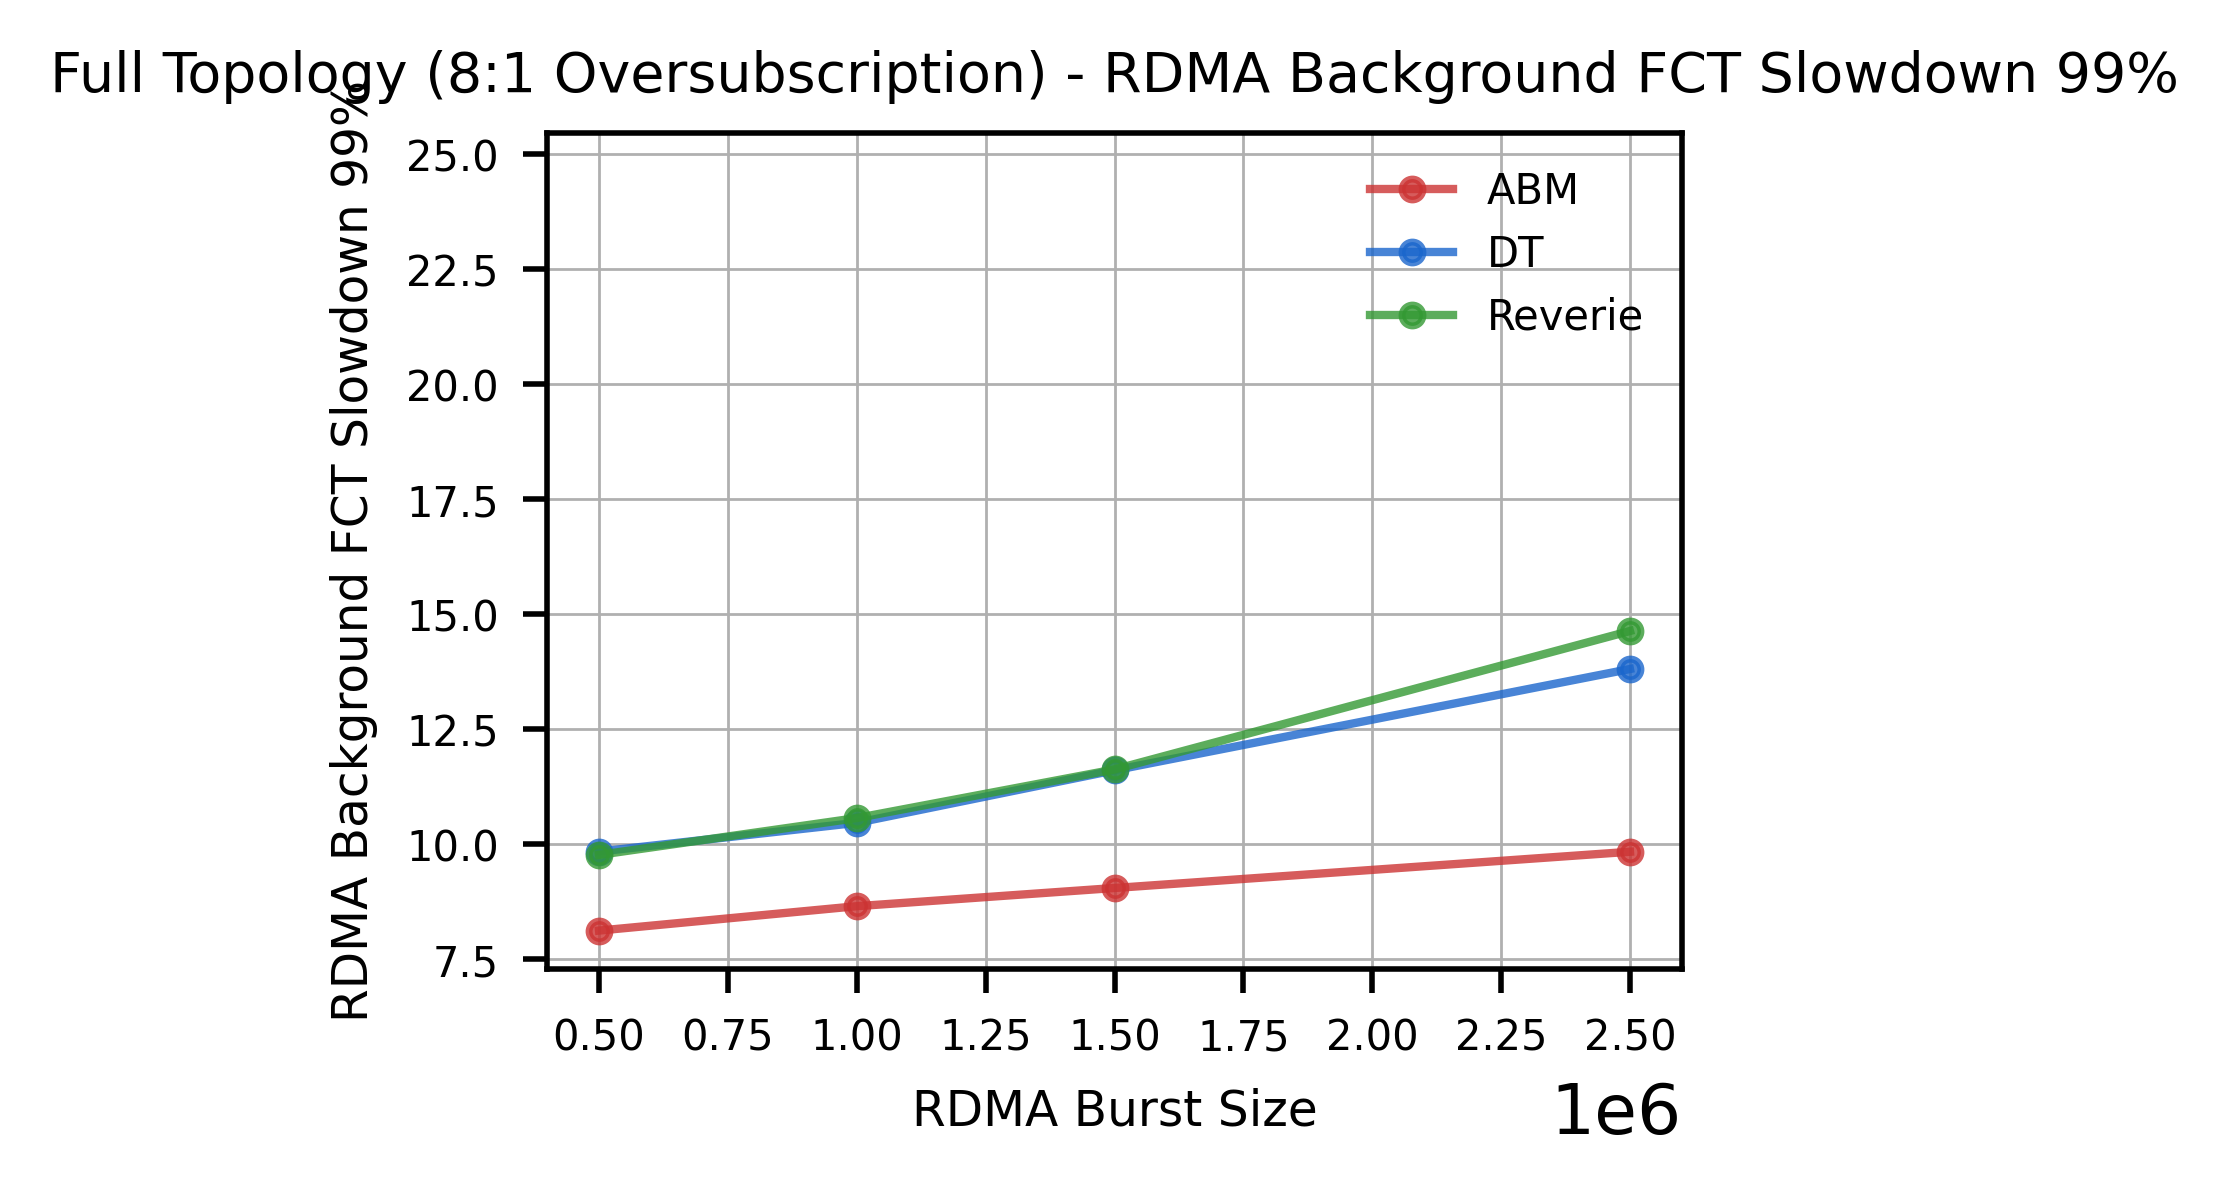 Full Topology (8:1 Oversubscription) - RDMA Background FCT Slowdown 99%
RDMA Background FCT Slowdown 99%
25.0
22.5
20.0
17.5
15.0
12.5
10.0
7.5
ABM
DT
Reverie
0.50 0.75 1.00 1.25 1.50 1.75 2.00 2.25 2.50
RDMA Burst Size
1e6